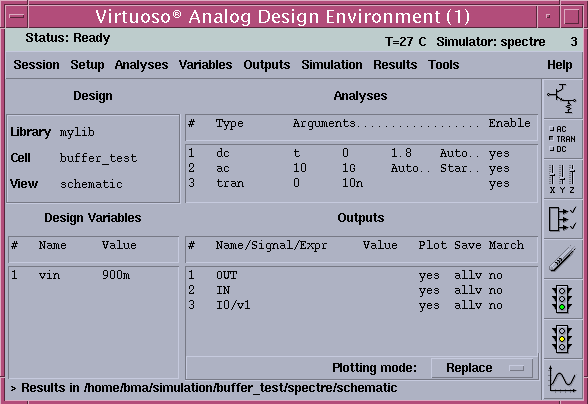 Virtuoso® Analog Design Environment (1)
Status: Ready T=27 C Simulator: spectre 3
Session Setup Analyses Variables Outputs Simulation Results Tools Help
Design
Library mylib
Cell buffer_test
View schematic
Analyses
# Type Arguments................... Enable
1 dc t 0 1.8 Auto.. yes
2 ac 10 1G Auto.. Star.. yes
3 tran 0 10n yes
Design Variables
# Name Value
1 vin 900m
Outputs
# Name/Signal/Expr Value Plot Save March
1 OUT yes allv no
2 IN yes allv no
3 I0/v1 yes allv no
Plotting mode: Replace
> Results in /home/bma/simulation/buffer_test/spectre/schematic
AC
TRAN
DC
X Y Z